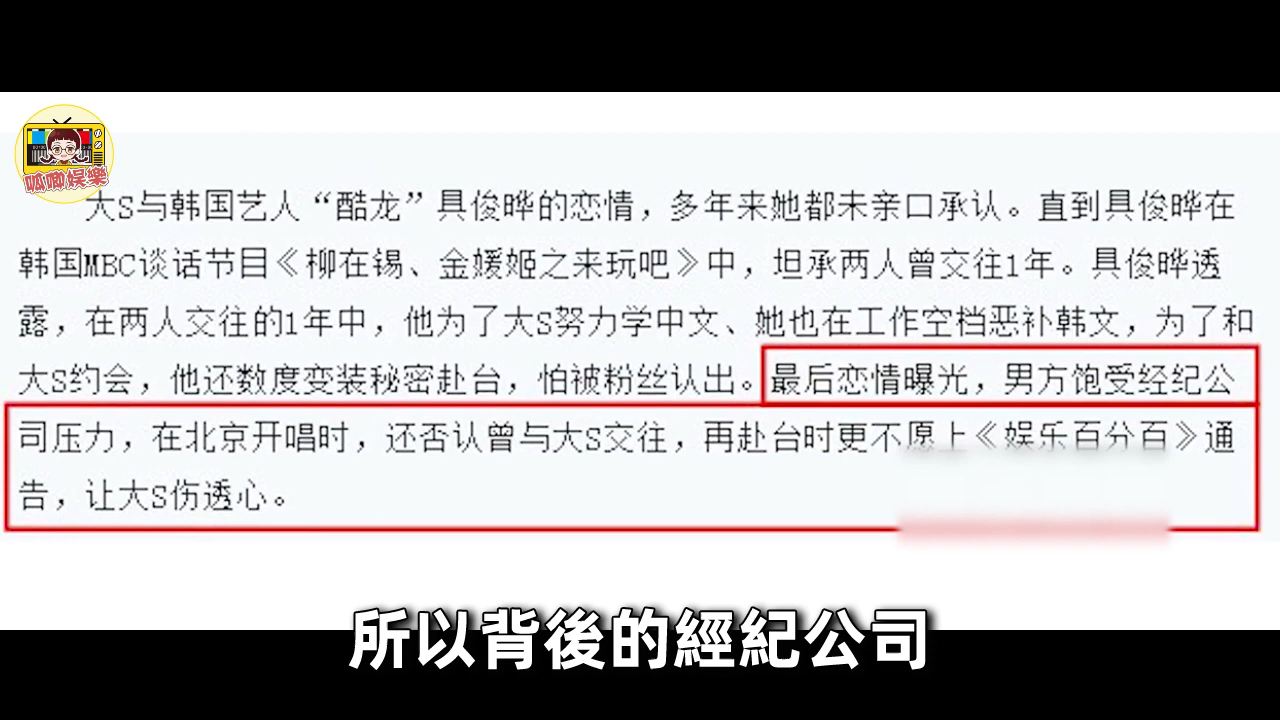 呱唧娱樂
大S与韩国艺人“酷龙”具俊晔的恋情，多年来她都未亲口承认。直到具俊晔在
韩国MBC谈话节目《柳在锡、金媛姬之来玩吧》中，坦承两人曾交往1年。具俊晔透
露，在两人交往的1年中，他为了大S努力学中文、她也在工作空档恶补韩文，为了和
大S约会，他还数度变装秘密赴台，怕被粉丝认出。最后恋情曝光，男方饱受经纪公
司压力，在北京开唱时，还否认曾与大S交往，再赴台时更不愿上《娱乐百分百》通
告，让大S伤透心。
所以背後的經紀公司